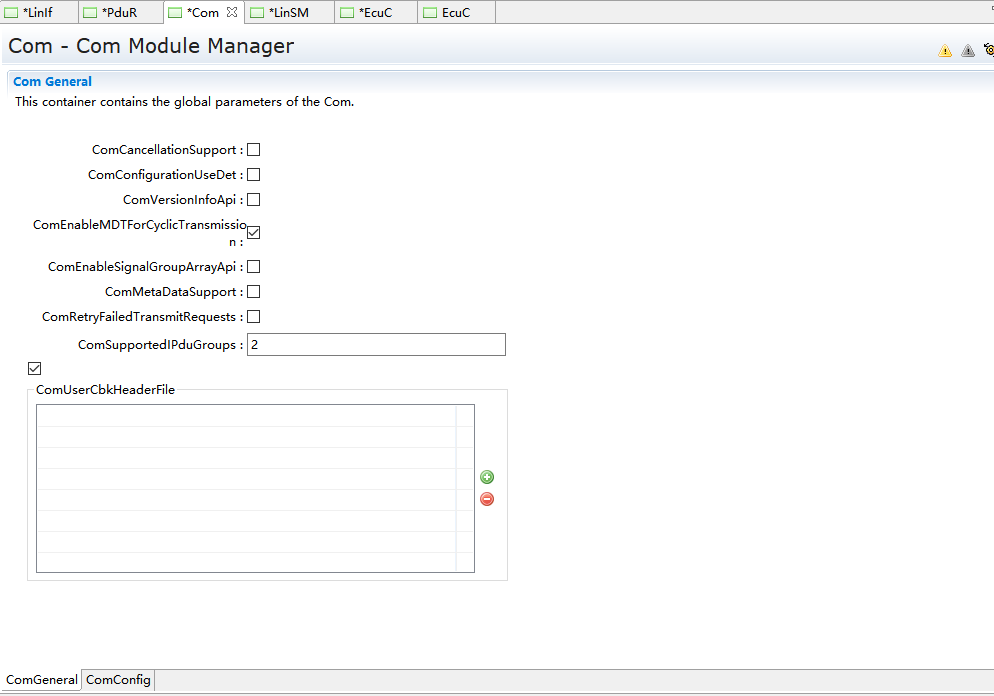 *LinIf *PduR *Com *LinSM *EcuC EcuC
Com - Com Module Manager
Com General
This container contains the global parameters of the Com.
ComCancellationSupport :
ComConfigurationUseDet :
ComVersionInfoApi :
ComEnableMDTForCyclicTransmissio
n :
ComEnableSignalGroupArrayApi :
ComMetaDataSupport :
ComRetryFailedTransmitRequests :
ComSupportedIPduGroups : 2
ComUserCbkHeaderFile
ComGeneral ComConfig